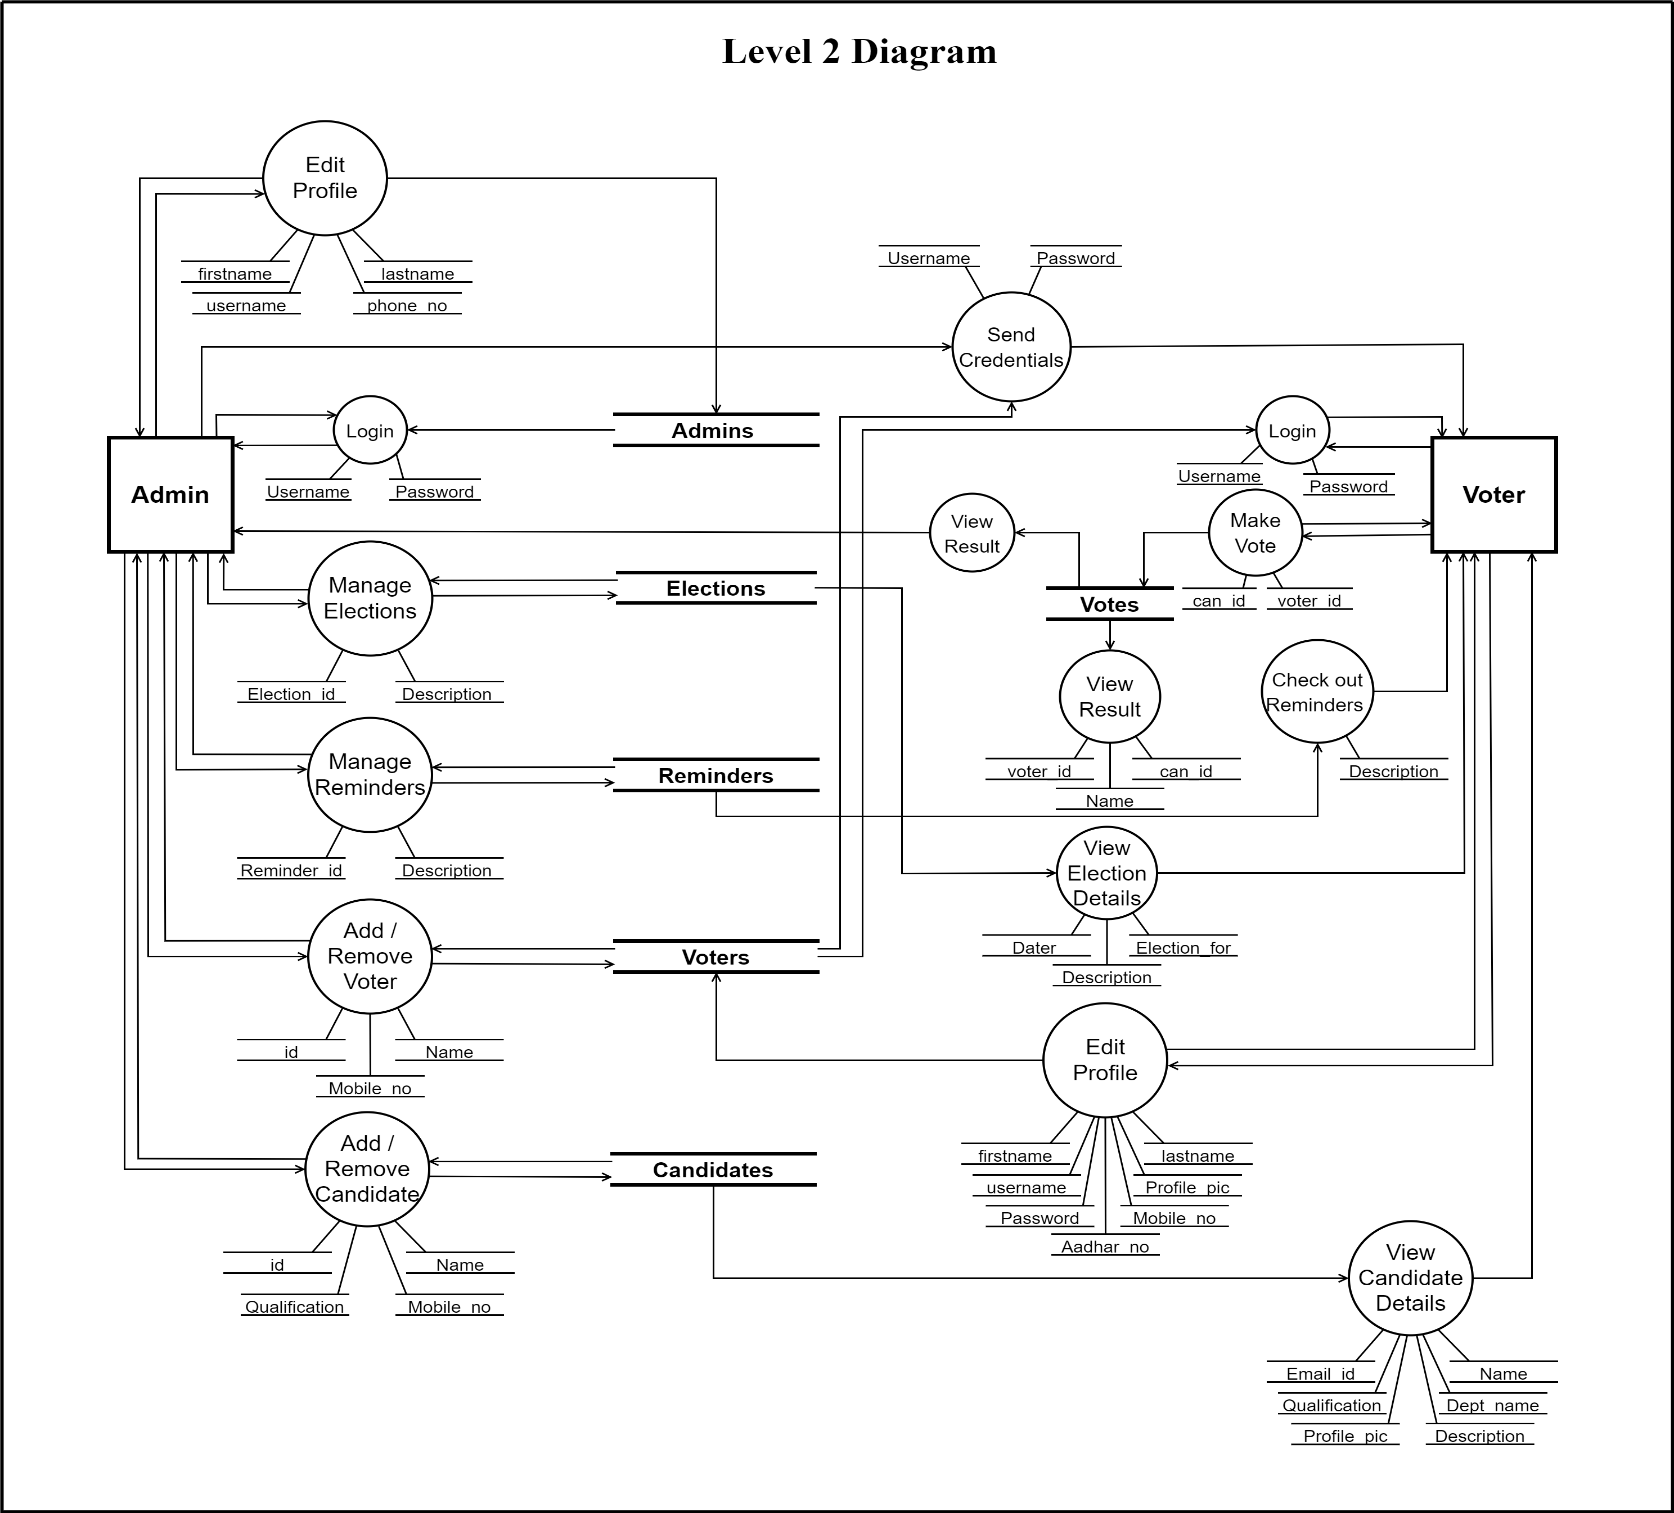 Level 2 Diagram
Edit
Profile
firstname
lastname
username
phone_no
Username
Password
Send
Credentials
Login
Username
Password
Admins
Login
Username
Password
Admin
Voter
View
Result
Make
Vote
can_id
voter_id
Manage
Elections
Election_id
Description
Elections
Votes
View
Result
voter_id
can_id
Name
Check out
Reminders
Description
Manage
Reminders
Reminder_id
Description
Reminders
View
Election
Details
Dater
Election_for
Description
Add /
Remove
Voter
id
Name
Mobile_no
Voters
Edit
Profile
firstname
lastname
username
Profile_pic
Password
Mobile_no
Aadhar_no
Add /
Remove
Candidate
id
Name
Qualification
Mobile_no
Candidates
View
Candidate
Details
Email_id
Name
Qualification
Dept_name
Profile_pic
Description